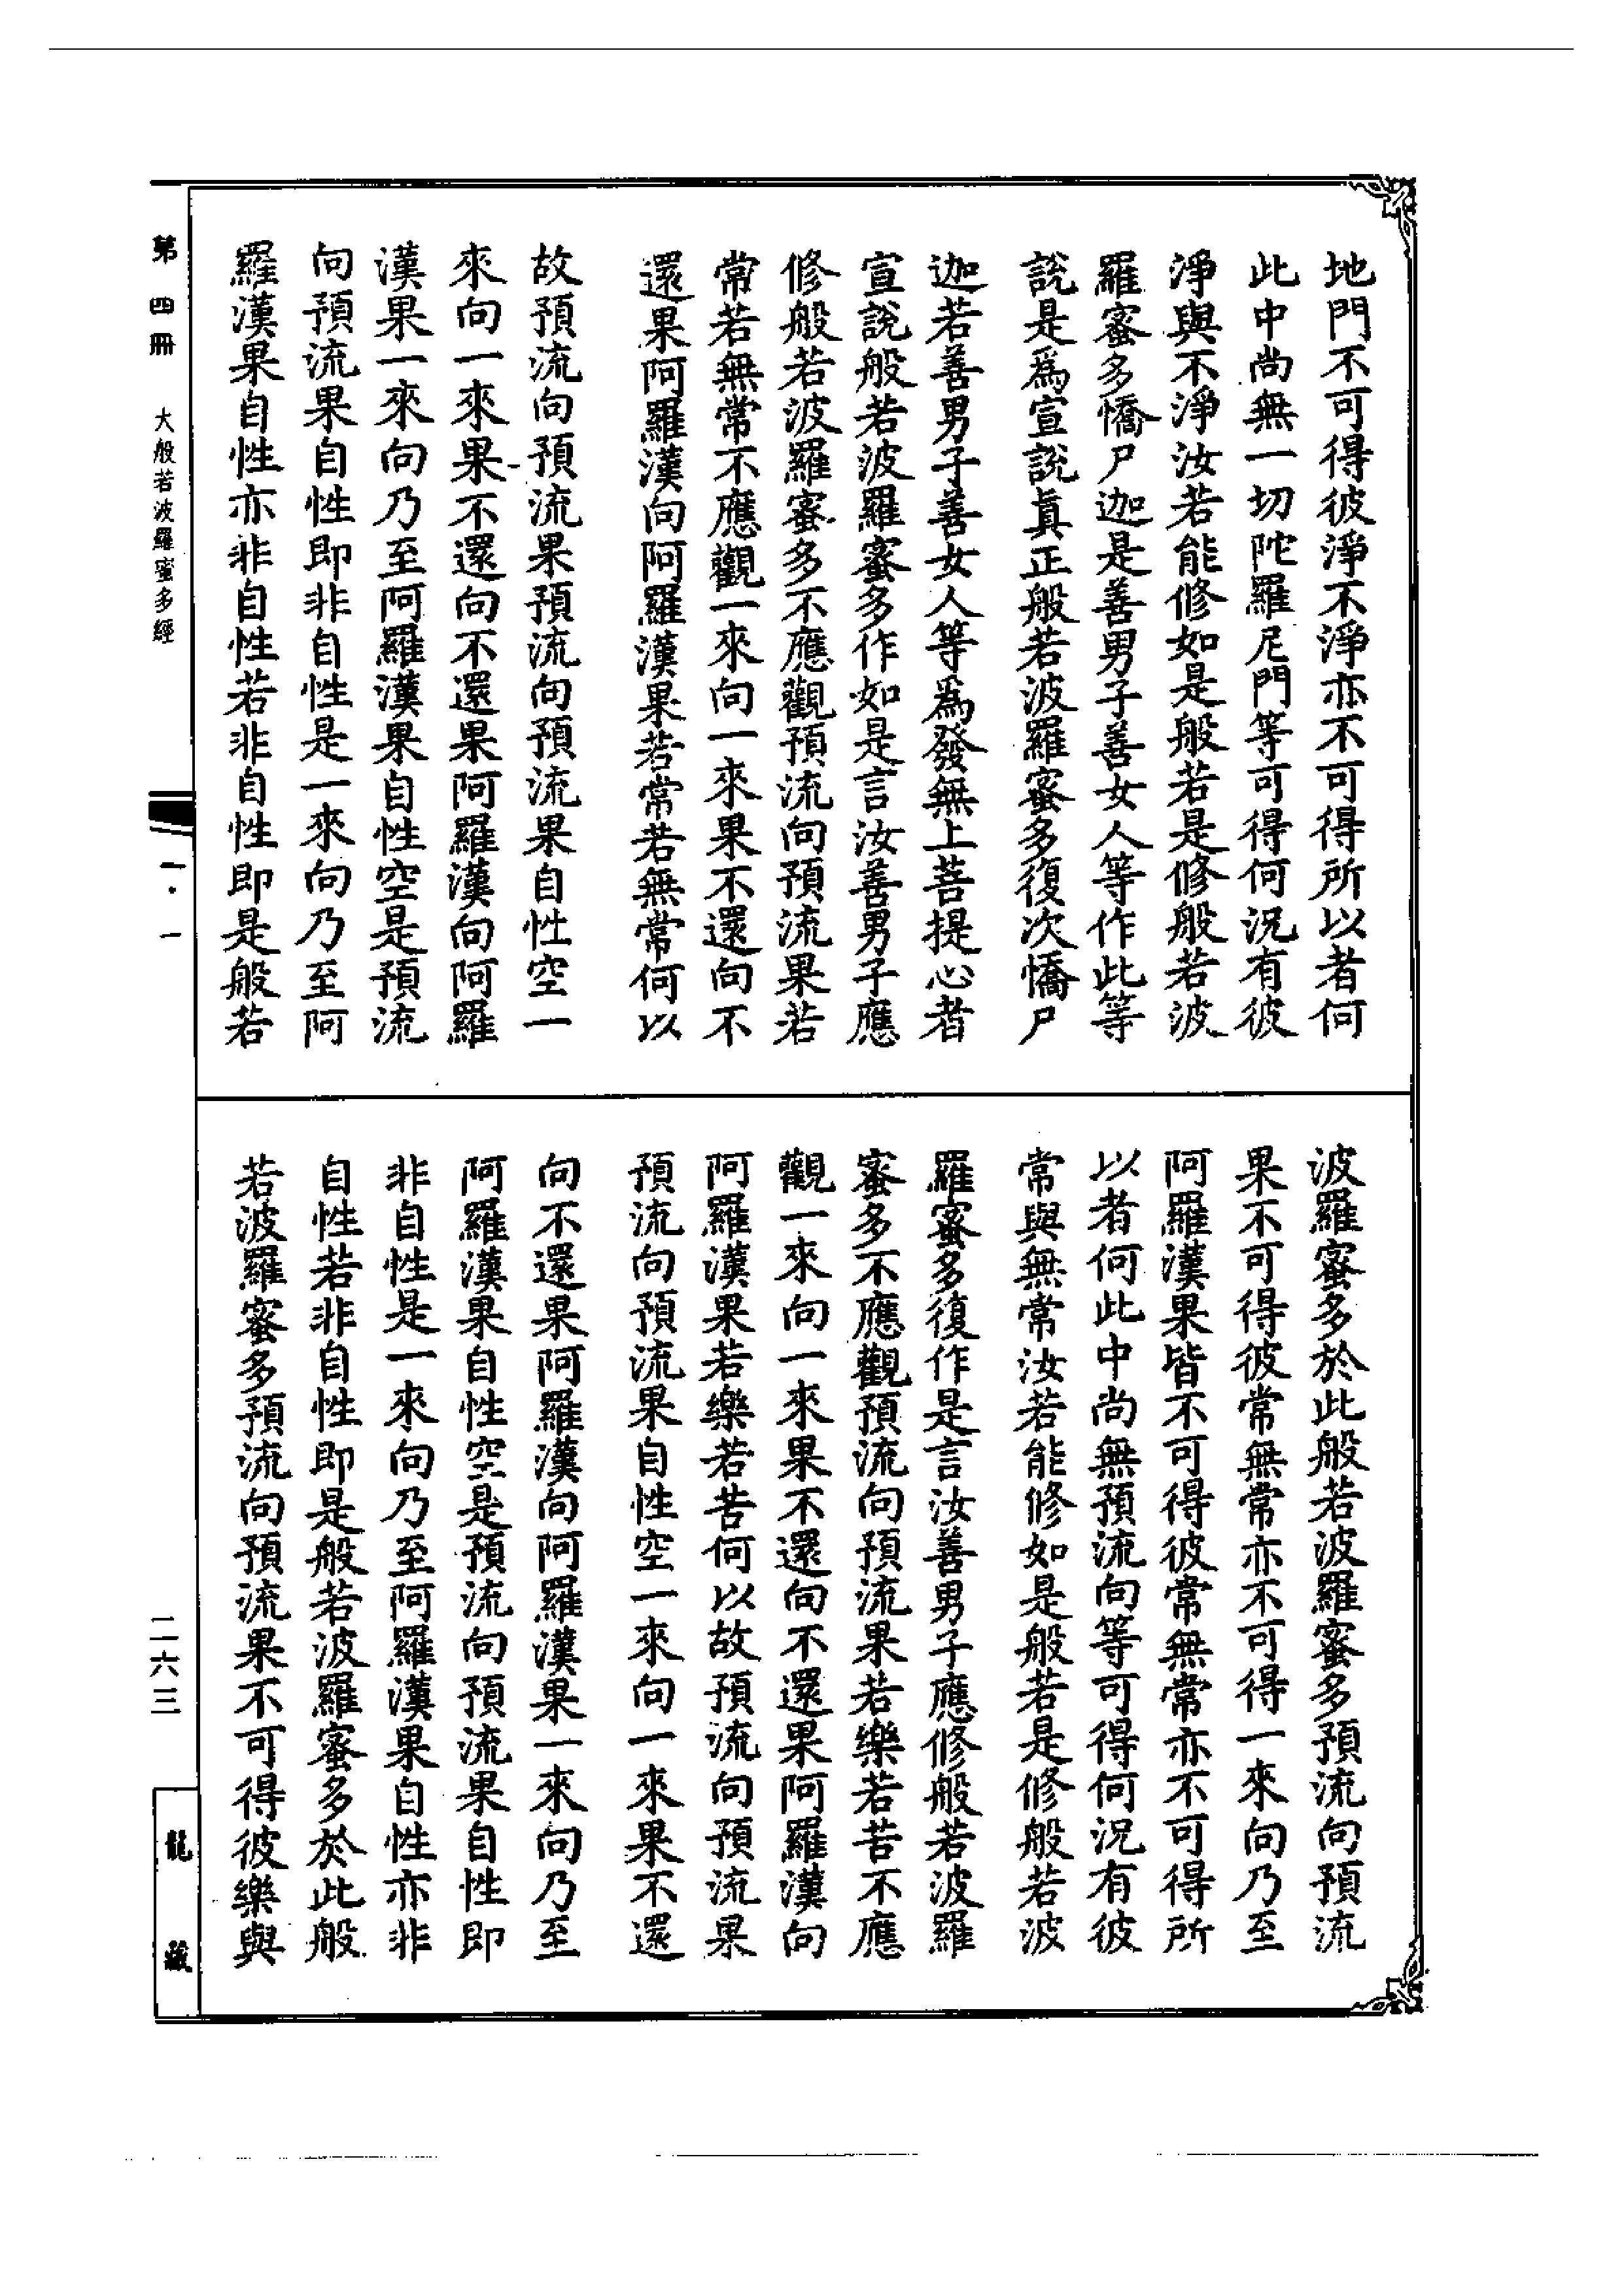 地門不可得彼淨不淨亦不可得所以者何
此中尚無一切陀羅尼門等可得何況有彼
淨與不淨汝若能修如是般若是修般若波
羅蜜多憍尸迦是善男子善女人等作此等
說是爲宣說眞正般若波羅蜜多復次憍尸
迦若善男子善女人等爲發無上菩提心者
宣說般若波羅蜜多作如是言汝善男子應
修般若波羅蜜多不應觀預流向預流果若
常若無常不應觀一來向一來果不還向不
還果阿羅漢向阿羅漢果若常若無常何以
故預流向預流果預流向預流果自性空一
來向一來果不還向不還果阿羅漢向阿羅
漢果一來向乃至阿羅漢果自性空是預流
向預流果自性即非自性是一來向乃至阿
羅漢果自性亦非自性若非自性即是般若
波羅蜜多於此般若波羅蜜多預流向預流
果不可得彼常無常亦不可得一來向乃至
阿羅漢果皆不可得彼常無常亦不可得所
以者何此中尚無預流向等可得何況有彼
常與無常汝若能修如是般若是修般若波
羅蜜多復作是言汝善男子應修般若波羅
蜜多不應觀預流向預流果若樂若苦不應
觀一來向一來果不還向不還果阿羅漢向
阿羅漢果若樂若苦何以故預流向預流果
預流向預流果自性空一來向一來果不還
向不還果阿羅漢向阿羅漢果一來向乃至
阿羅漢果自性空是預流向預流果自性即
非自性是一來向乃至阿羅漢果自性亦非
自性若非自性即是般若波羅蜜多於此般
若波羅蜜多預流向預流果不可得彼樂與
第四冊 大般若波羅蜜多經 一·一 二六三 龍藏